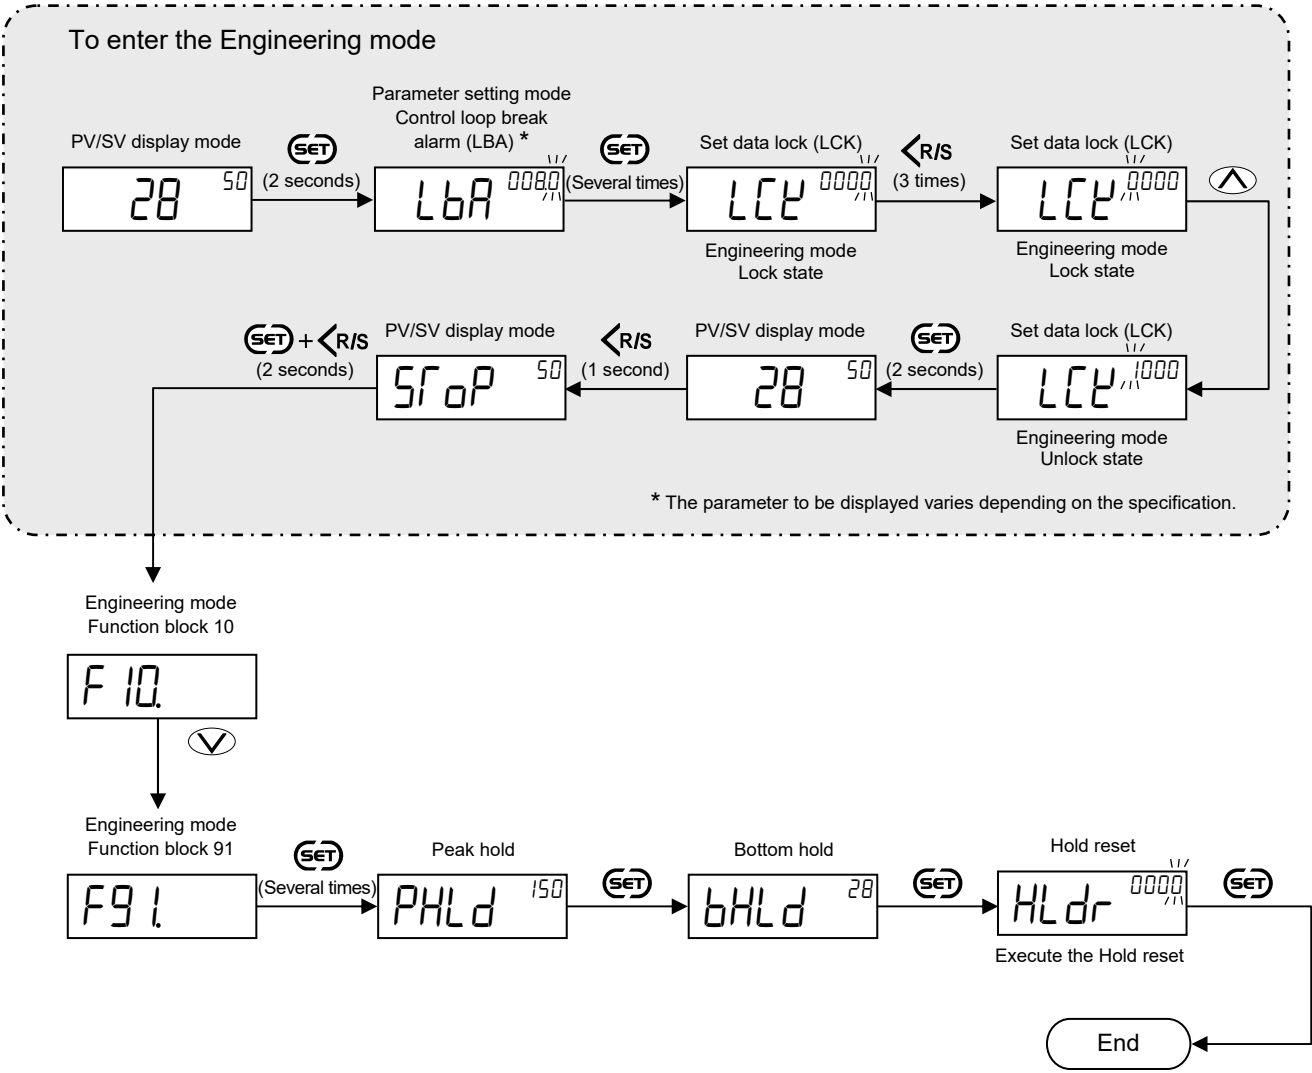 To enter the Engineering mode
PV/SV display mode
SET
(2 seconds)
Parameter setting mode
Control loop break
alarm (LBA) *
SET
(Several times)
Set data lock (LCK)
<R/S
(3 times)
Set data lock (LCK)
28 50
LbA 0080
LCK 0000
LCK 0000
Engineering mode
Lock state
Engineering mode
Lock state
SET + <R/S
(2 seconds)
PV/SV display mode
<R/S
(1 second)
PV/SV display mode
SET
(2 seconds)
Set data lock (LCK)
SToP 50
28 50
LCK 1000
Engineering mode
Unlock state
* The parameter to be displayed varies depending on the specification.
Engineering mode
Function block 10
F10.
Engineering mode
Function block 91
F91.
SET
(Several times)
Peak hold
PHLd 150
SET
Bottom hold
bHLd 28
SET
Hold reset
HLdr 0000
SET
Execute the Hold reset
End